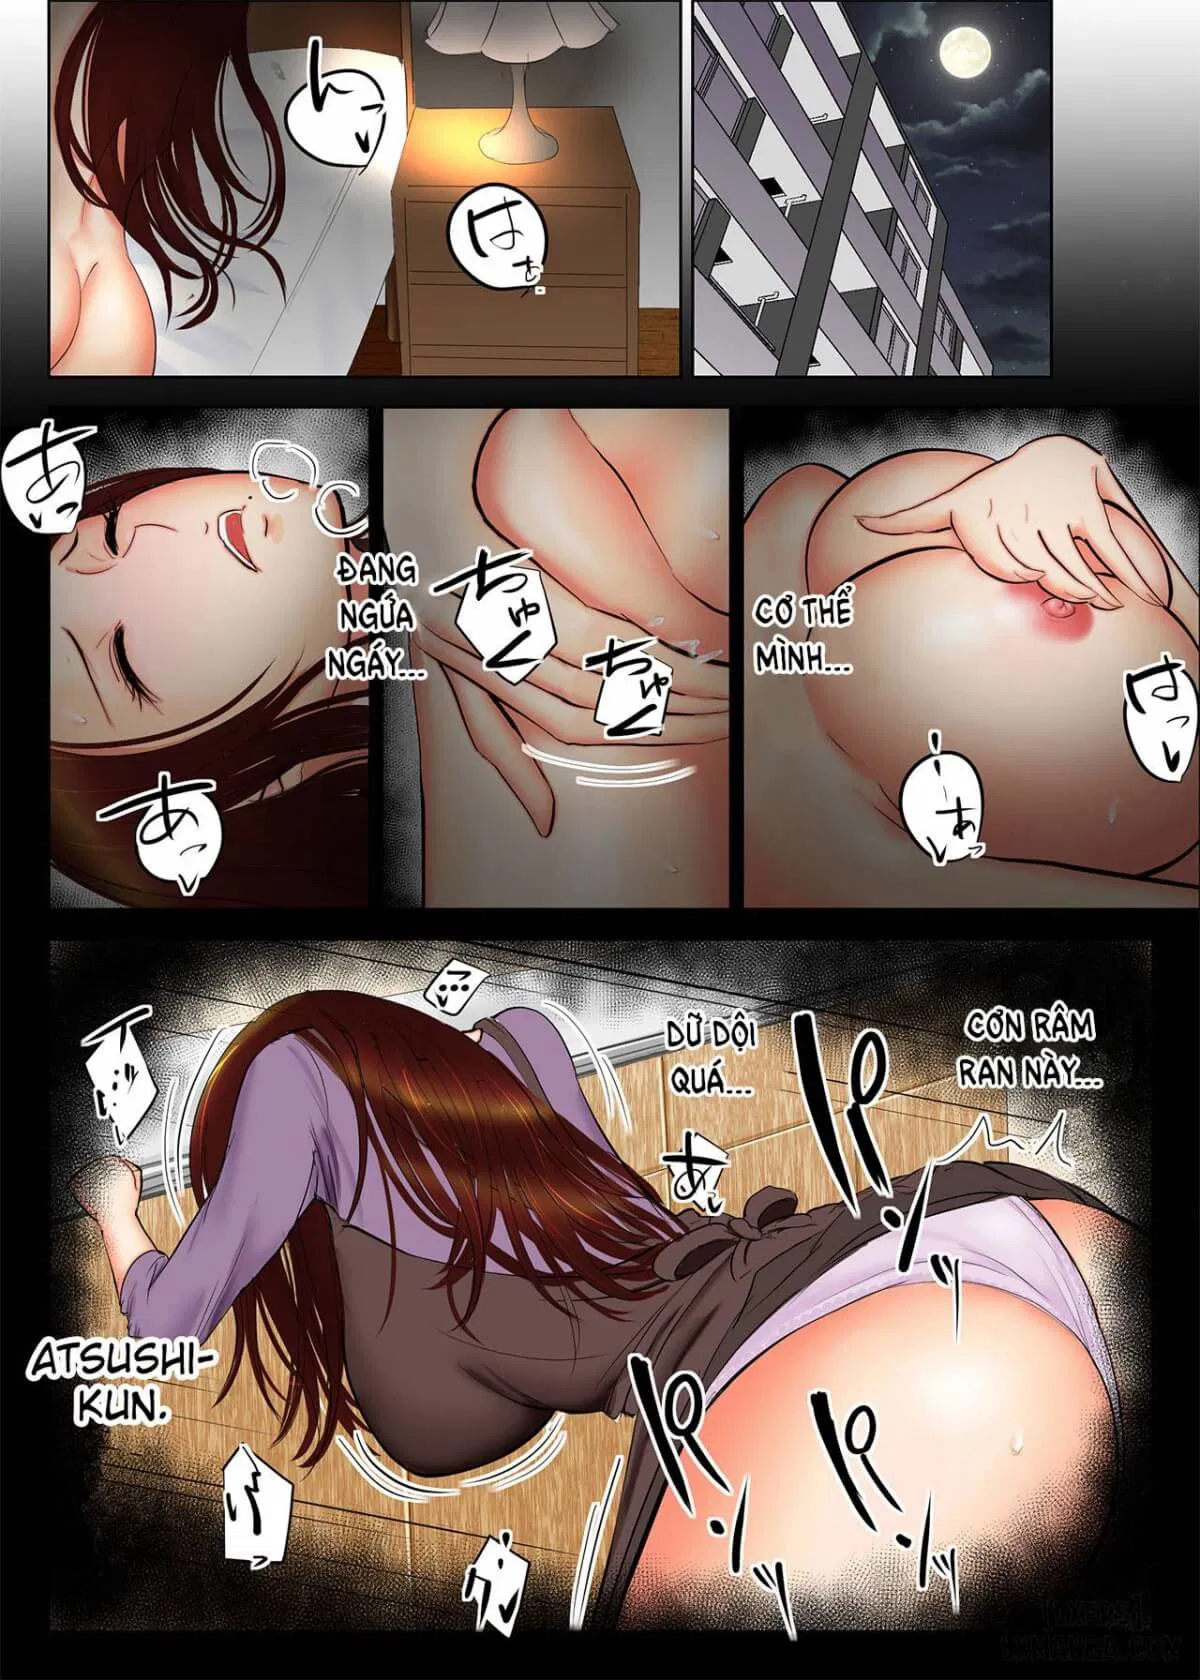 んっ
はぁ
CƠ THỂ
MÌNH...
はっ
あっ
ちゅく
ちゅく
ĐANG
NGỨA
NGÁY...
あっ
あっ
CƠN RÂM
RAN NÀY...
DỮ DỘI
QUÁ...
パンッ
パンッ
パンッ
あっ
ATSUSHI-
KUN.